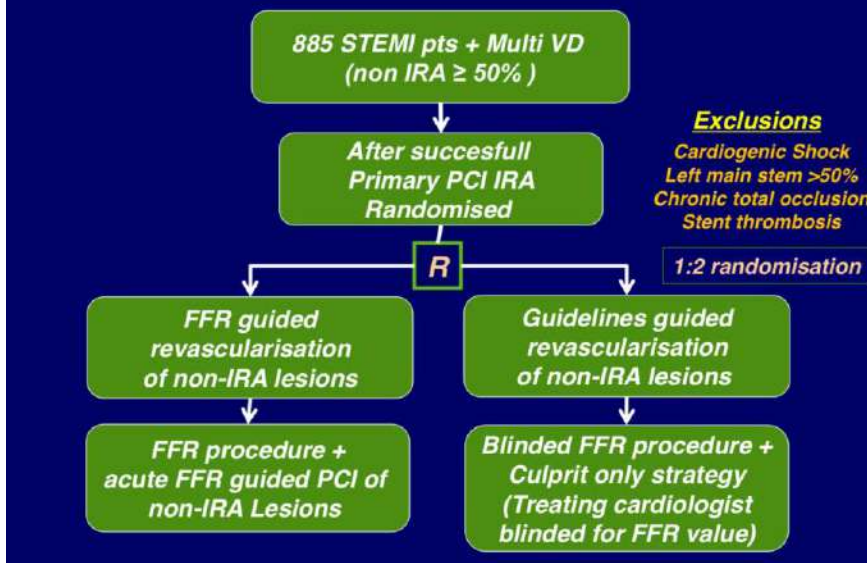 885 STEMI pts + Multi VD
(non IRA ≥ 50% )
After succesfull
Primary PCI IRA
Randomised
Exclusions
Cardiogenic Shock
Left main stem >50%
Chronic total occlusion
Stent thrombosis
R
1:2 randomisation
FFR guided
revascularisation
of non-IRA lesions
Guidelines guided
revascularisation
of non-IRA lesions
FFR procedure +
acute FFR guided PCI of
non-IRA Lesions
Blinded FFR procedure +
Culprit only strategy
(Treating cardiologist
blinded for FFR value)